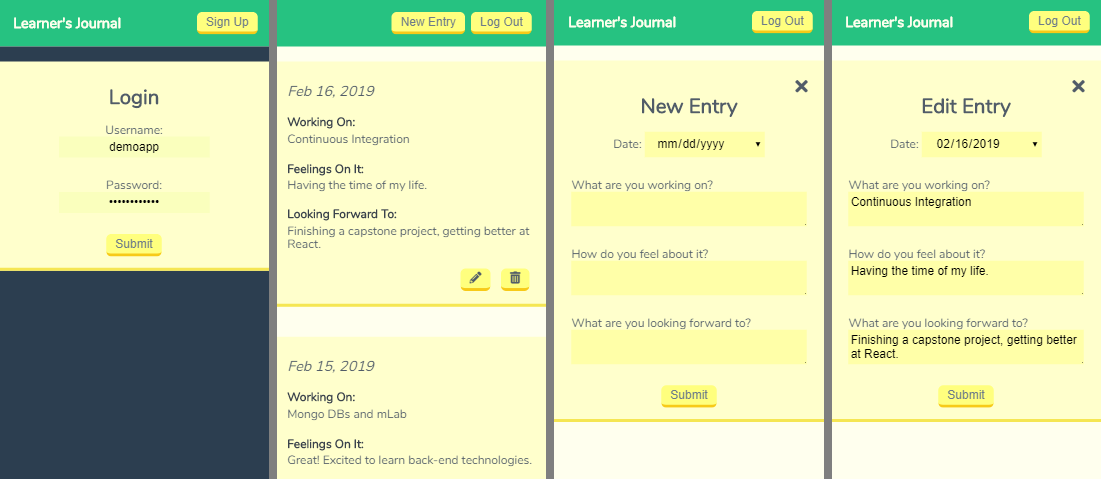 Learner's Journal
Sign Up
Login
Username:
demoapp
Password:
••••••••••••
Submit
New Entry
Log Out
Feb 16, 2019
Working On:
Continuous Integration
Feelings On It:
Having the time of my life.
Looking Forward To:
Finishing a capstone project, getting better at
React.
Feb 15, 2019
Working On:
Mongo DBs and mLab
Feelings On It:
Great! Excited to learn back-end technologies.
Learner's Journal
Log Out
New Entry
Date: mm/dd/yyyy
What are you working on?
How do you feel about it?
What are you looking forward to?
Submit
Learner's Journal
Log Out
Edit Entry
Date: 02/16/2019
What are you working on?
Continuous Integration
How do you feel about it?
Having the time of my life.
What are you looking forward to?
Finishing a capstone project, getting better
at React.
Submit